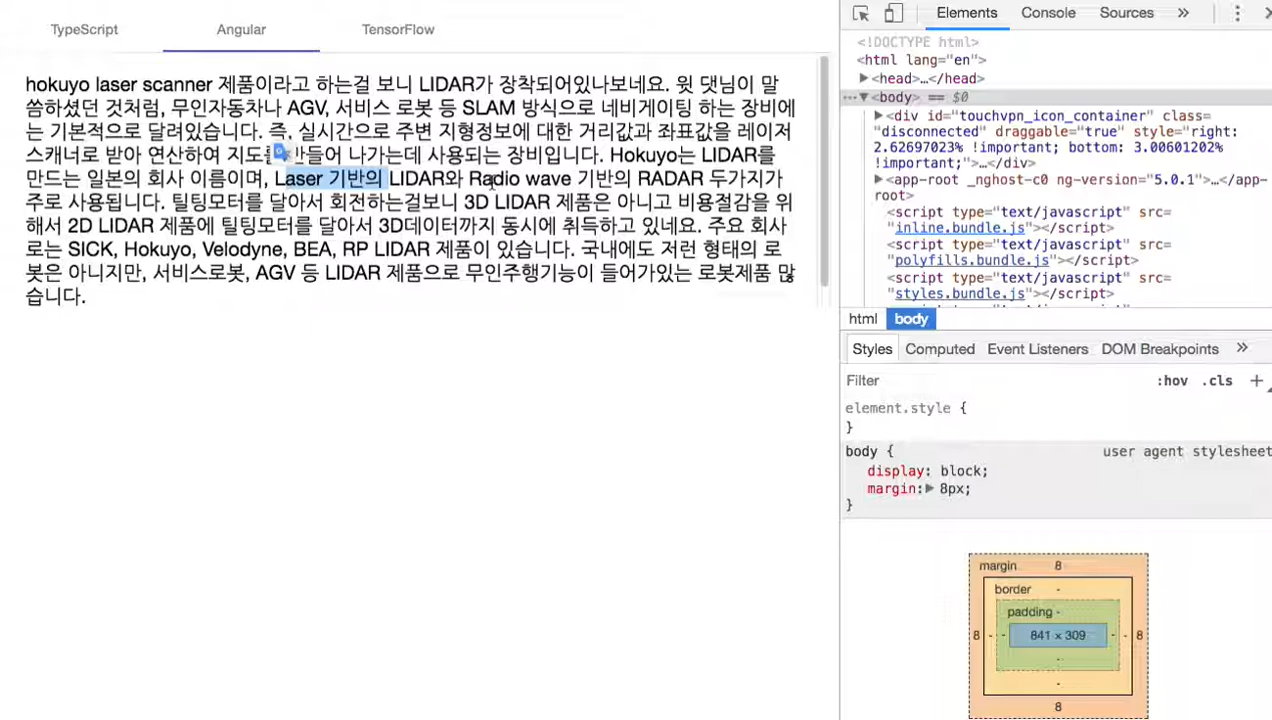 TypeScript
Angular
TensorFlow
hokuyo laser scanner 제품이라고 하는걸 보니 LIDAR가 장착되어있나보네요. 윗 댓님이 말
씀하셨던 것처럼, 무인자동차나 AGV, 서비스 로봇 등 SLAM 방식으로 네비게이팅 하는 장비에
는 기본적으로 달려있습니다. 즉, 실시간으로 주변 지형정보에 대한 거리값과 좌표값을 레이저
스캐너로 받아 연산하여 들어 나가는데 사용되는 장비입니다. Hokuyo는 LIDAR를
만드는 일본의 회사 이름이며, Laser 기반의 LIDAR와 Radio wave 기반의 RADAR 두가지가
주로 사용됩니다. 틸팅모터를 달아서 회전하는걸보니 3D LIDAR 제품은 아니고 비용절감을 위
해서 2D LIDAR 제품에 틸팅모터를 달아서 3D데이터까지 동시에 취득하고 있네요. 주요 회사
로는 SICK, Hokuyo, Velodyne, BEA, RP LIDAR 제품이 있습니다. 국내에도 저런 형태의 로
봇은 아니지만, 서비스로봇, AGV 등 LIDAR 제품으로 무인주행기능이 들어가있는 로봇제품 많
습니다.
Elements Console Sources »
<!DOCTYPE html>
<html lang="en">
▶<head>…</head>
…▼<body> == $0
▶<div id="touchvpn_icon_container" class=
"disconnected" draggable="true" style="right:
2.62697023% !important; bottom: 3.00601202%
!important;">…</div>
▶<app-root _nghost-c0 ng-version="5.0.1">…</app-
root>
<script type="text/javascript" src=
"inline.bundle.js"></script>
<script type="text/javascript" src=
"polyfills.bundle.js"></script>
<script type="text/javascript" src=
"styles.bundle.js"></script>
html body
Styles Computed Event Listeners DOM Breakpoints »
Filter :hov .cls +
element.style {
}
body { user agent stylesheet
display: block;
margin:▶ 8px;
}
margin 8
border -
padding -
8 - - 841 × 309 - - 8
-
-
8